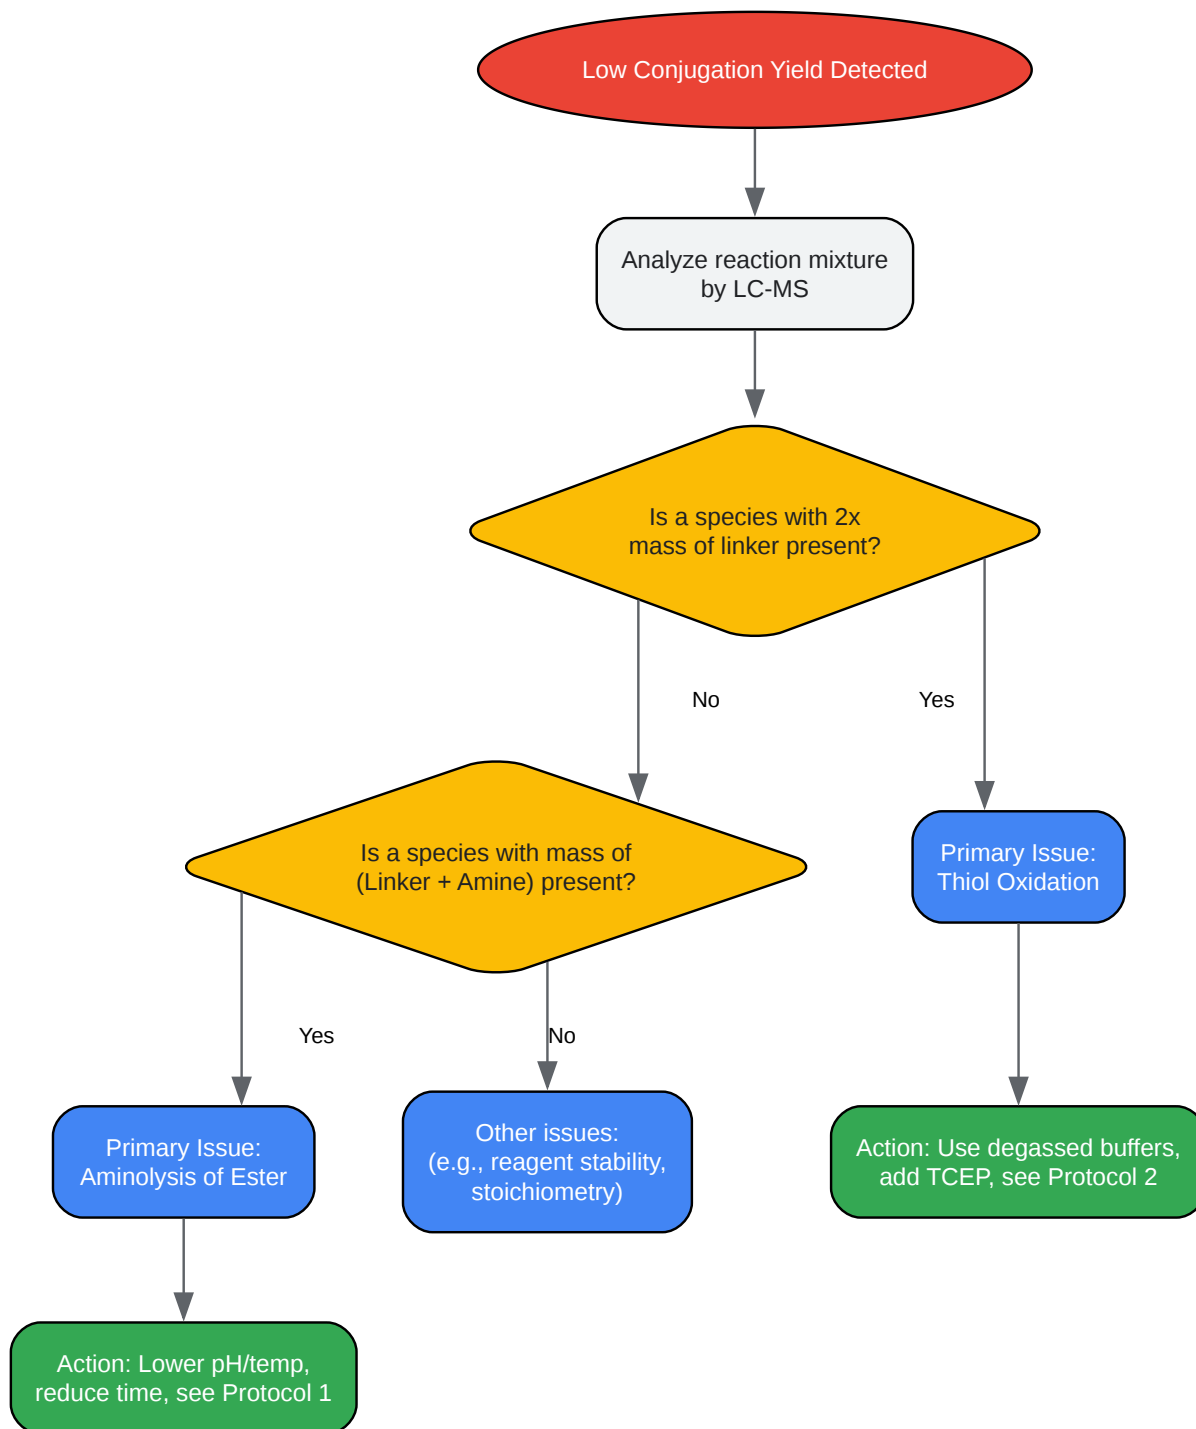 Low Conjugation Yield Detected
Analyze reaction mixture
by LC-MS
Is a species with 2x
mass of linker present?
No
Yes
Is a species with mass of
(Linker + Amine) present?
Primary Issue:
Thiol Oxidation
Yes
No
Primary Issue:
Aminolysis of Ester
Other issues:
(e.g., reagent stability,
stoichiometry)
Action: Use degassed buffers,
add TCEP, see Protocol 2
Action: Lower pH/temp,
reduce time, see Protocol 1